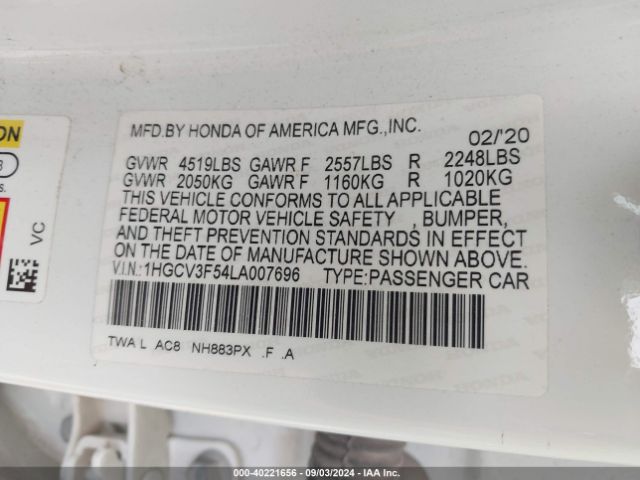 MFD.BY HONDA OF AMERICA MFG.,INC. 02/'20
GVWR 4519LBS GAWR F 2557LBS R 2248LBS
GVWR 2050KG GAWR F 1160KG R 1020KG
THIS VEHICLE CONFORMS TO ALL APPLICABLE
FEDERAL MOTOR VEHICLE SAFETY , BUMPER,
AND THEFT PREVENTION STANDARDS IN EFFECT
ON THE DATE OF MANUFACTURE SHOWN ABOVE.
V.I.N.:1HGCV3F54LA007696 TYPE:PASSENGER CAR
TWA L AC8 NH883PX .F .A
VC
000-40221656 - 09/03/2024 - IAA Inc.